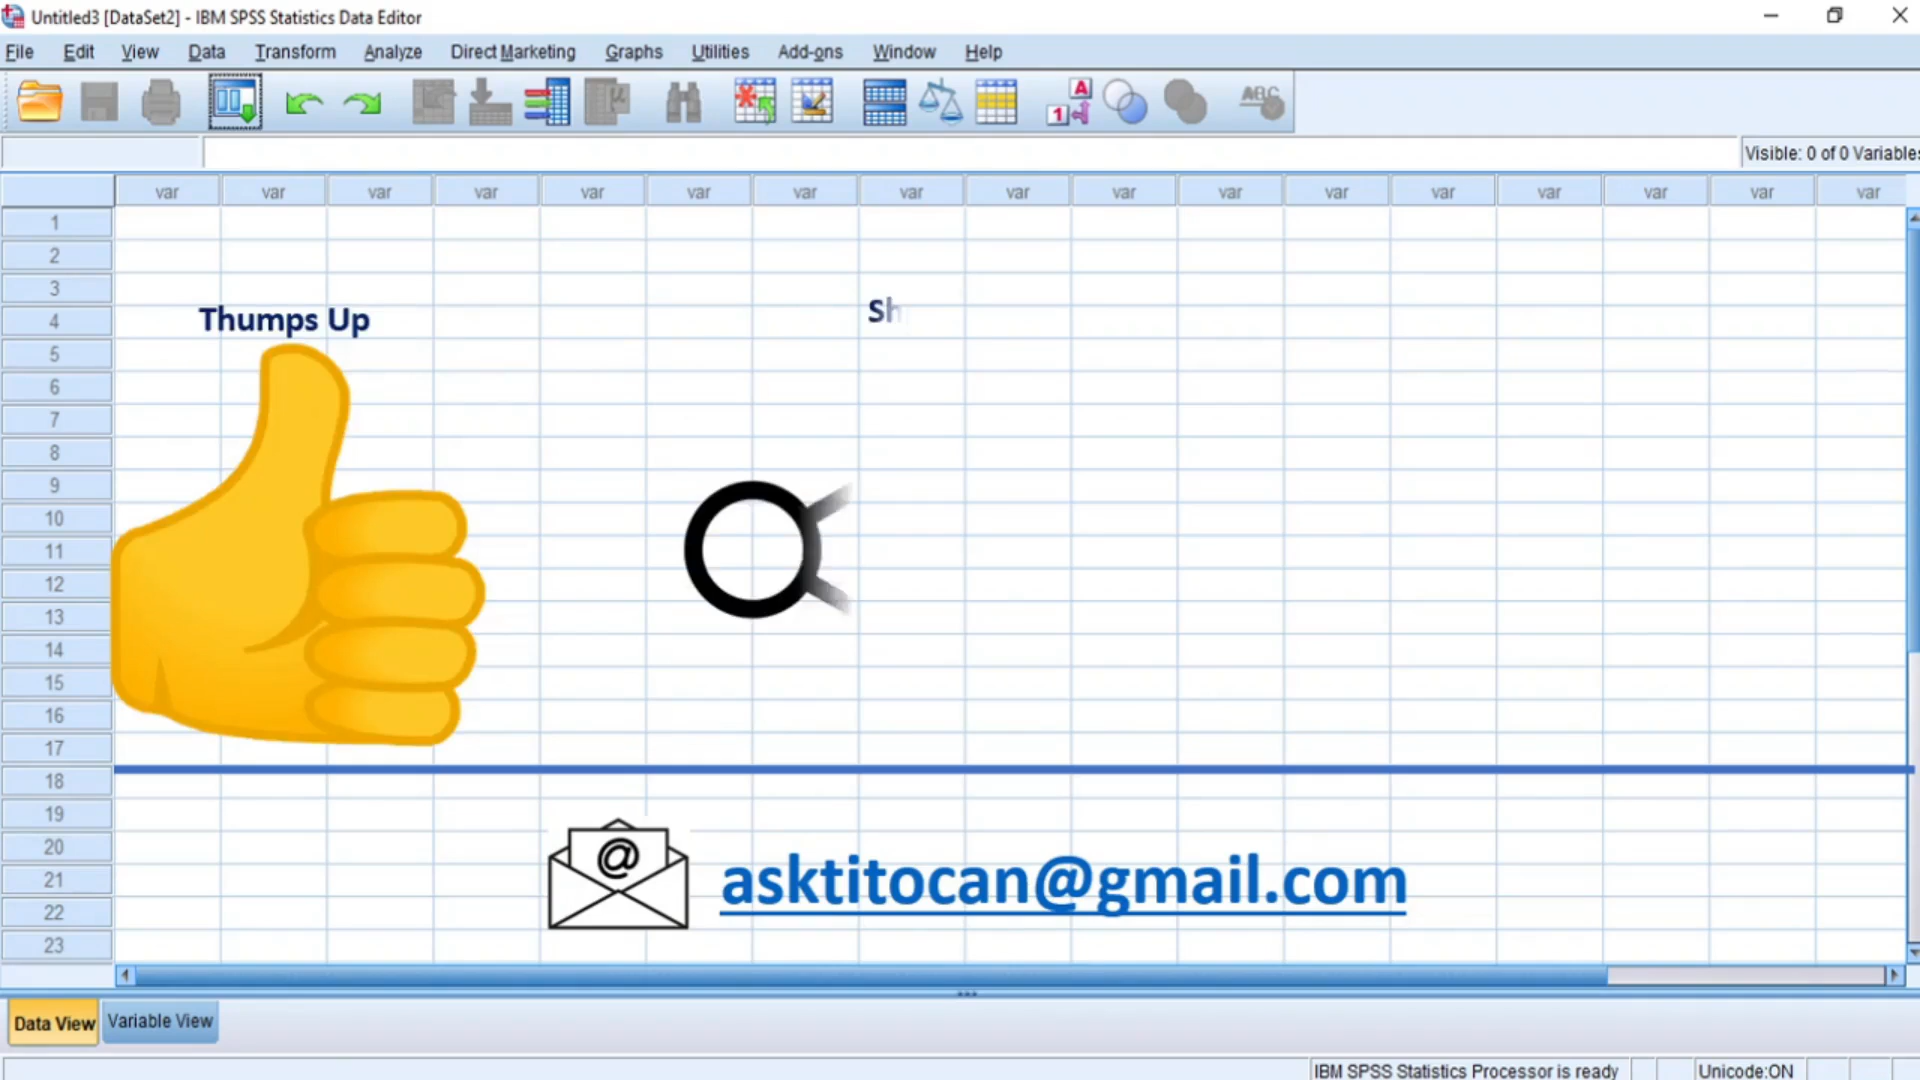 Untitled3 [DataSet2] - IBM SPSS Statistics Data Editor
File Edit View Data Transform Analyze Direct Marketing Graphs Utilities Add-ons Window Help
A
1
ABC
Visible: 0 of 0 Variables
var var var var var var var var var var var var var var var var var
1
2
3
Sh
4
Thumps Up
5
6
7
8
9
10
11
12
13
14
15
16
17
18
19
20
21
@ asktitocan@gmail.com
22
23
Data View Variable View
IBM SPSS Statistics Processor is ready Unicode:ON